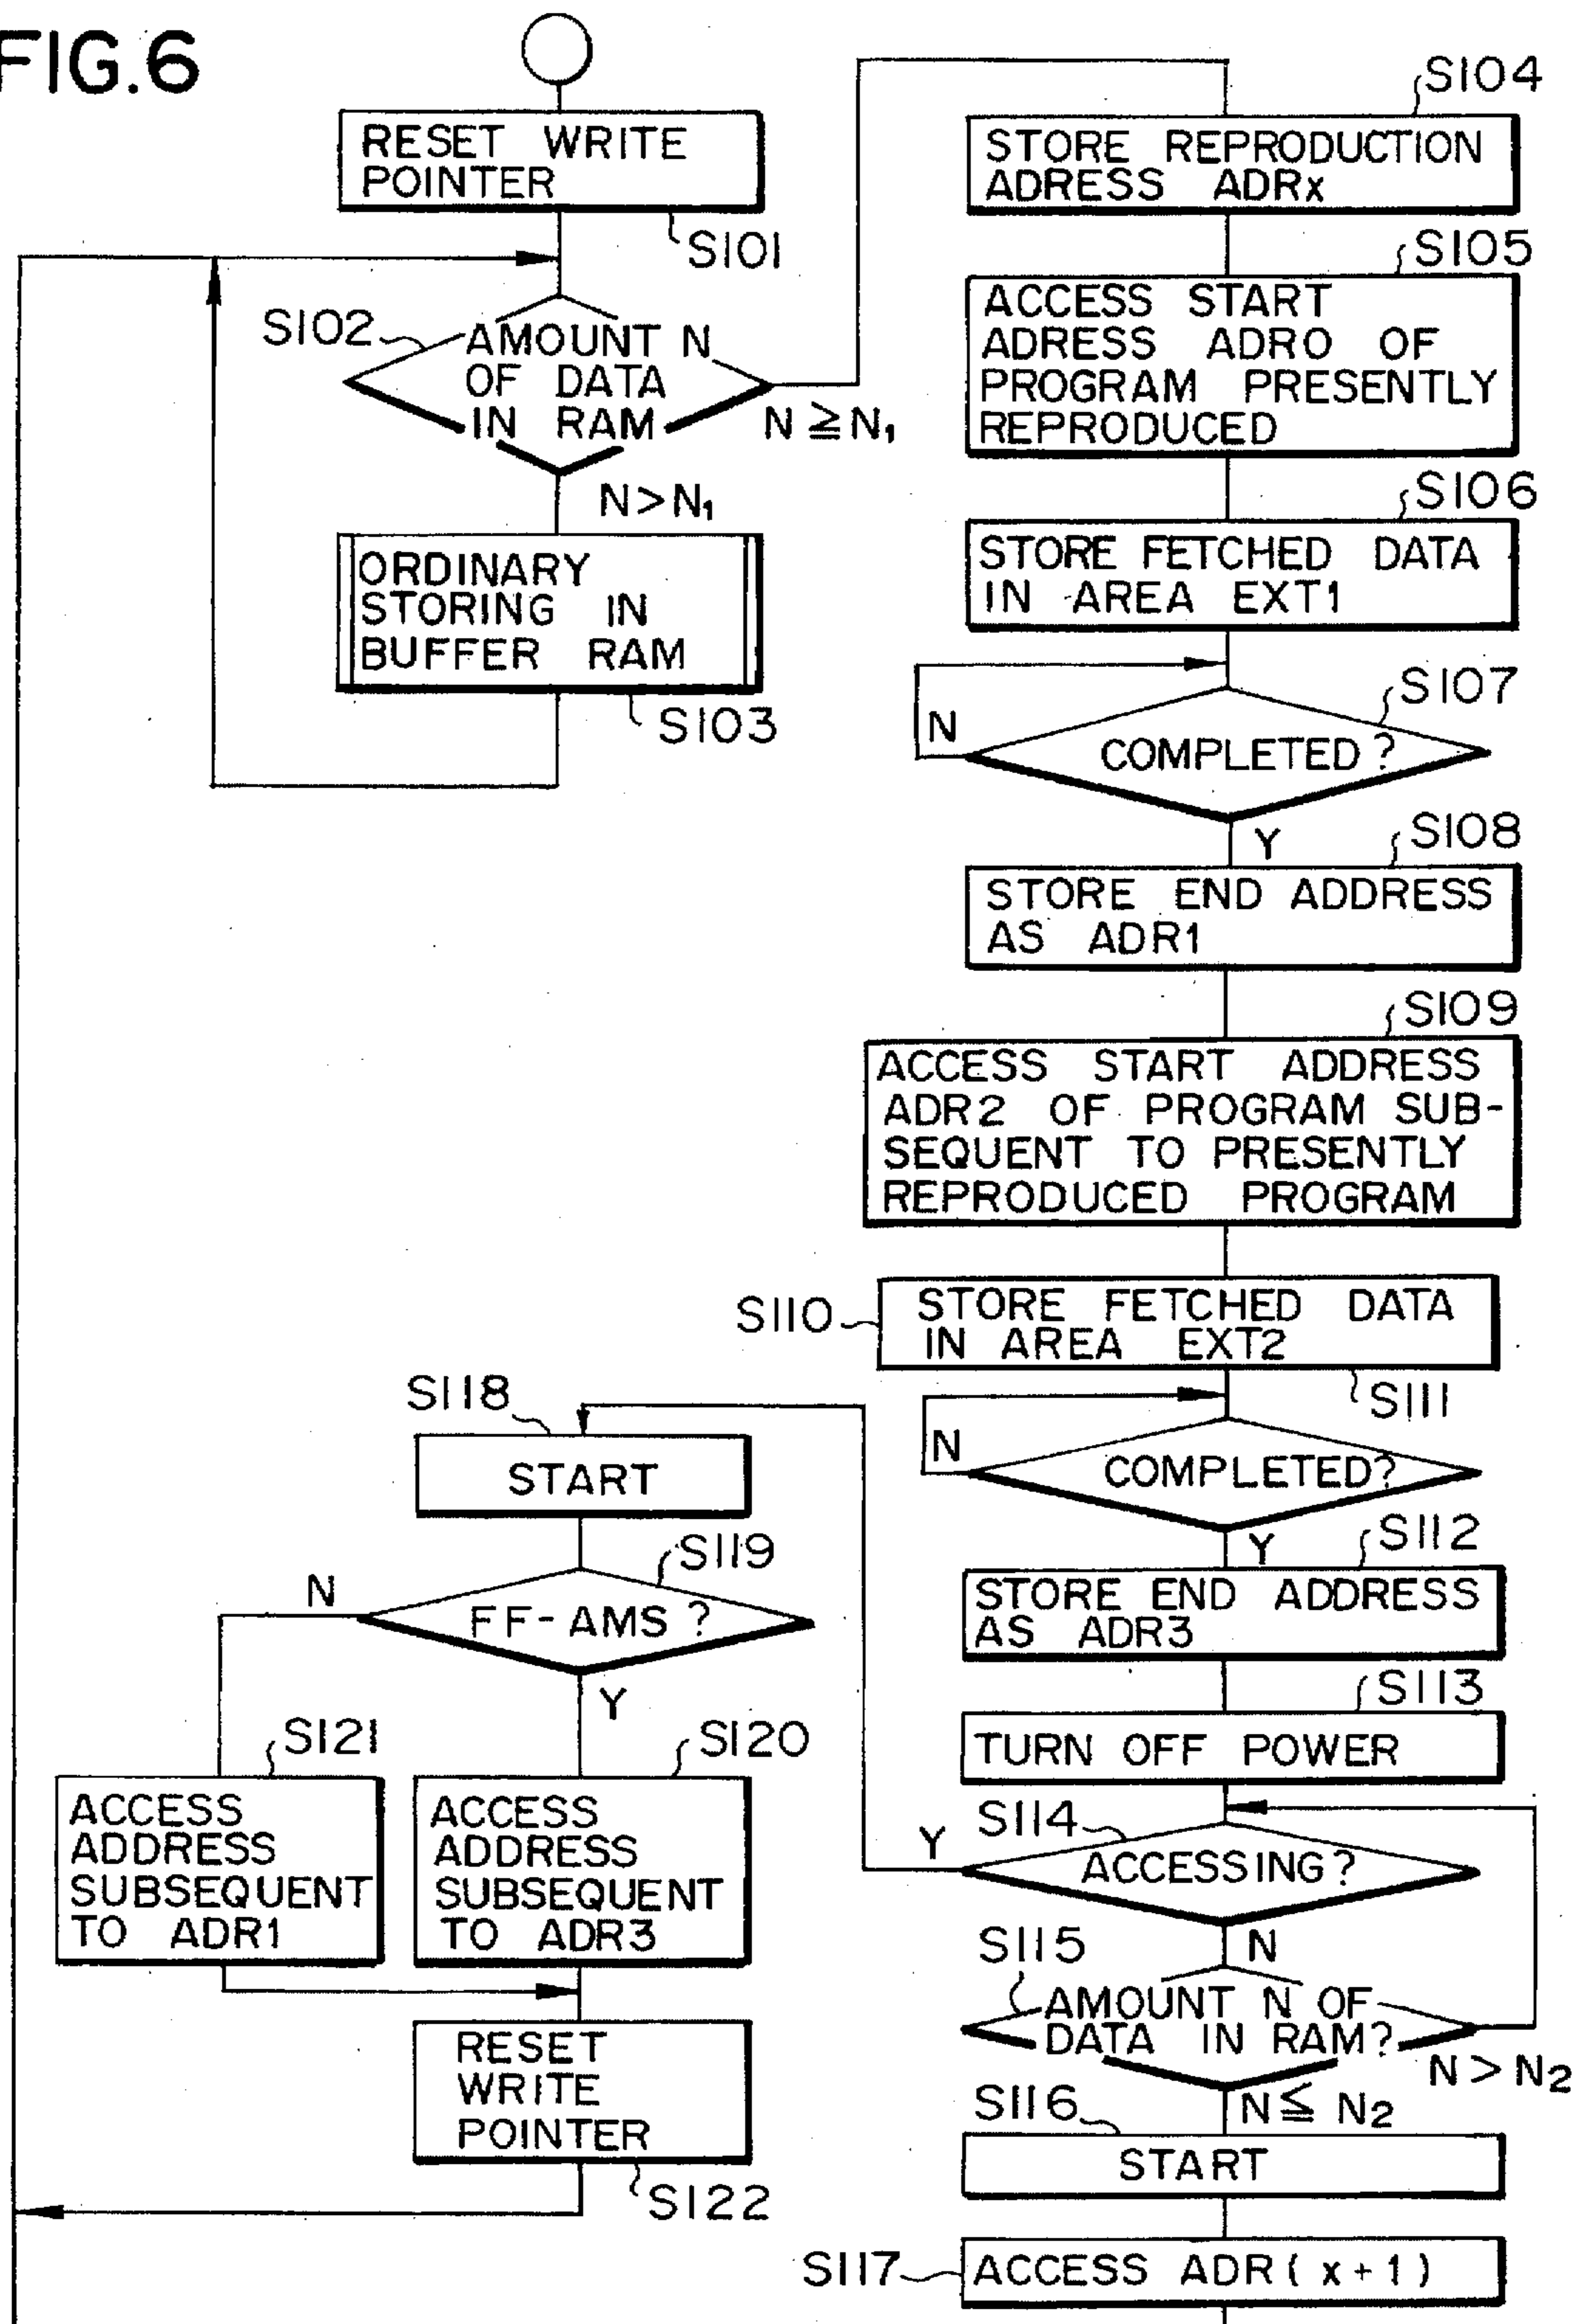 FIG.6
RESET WRITE
POINTER
S101
S102
AMOUNT N
OF DATA
IN RAM
N ≧ N1
N > N1
ORDINARY
STORING IN
BUFFER RAM
S103
S104
STORE REPRODUCTION
ADRESS ADRx
S105
ACCESS START
ADRESS ADRO OF
PROGRAM PRESENTLY
REPRODUCED
S106
STORE FETCHED DATA
IN AREA EXT1
S107
N
COMPLETED?
Y
S108
STORE END ADDRESS
AS ADR1
S109
ACCESS START ADDRESS
ADR2 OF PROGRAM SUB-
SEQUENT TO PRESENTLY
REPRODUCED PROGRAM
S110
STORE FETCHED DATA
IN AREA EXT2
S111
N
COMPLETED?
Y
S112
STORE END ADDRESS
AS ADR3
S113
TURN OFF POWER
S114
Y
ACCESSING?
N
S115
AMOUNT N OF
DATA IN RAM?
N > N2
N ≦ N2
S116
START
S117
ACCESS ADR ( x + 1 )
S118
START
S119
N
FF-AMS ?
Y
S121
ACCESS
ADDRESS
SUBSEQUENT
TO ADR1
S120
ACCESS
ADDRESS
SUBSEQUENT
TO ADR3
RESET
WRITE
POINTER
S122